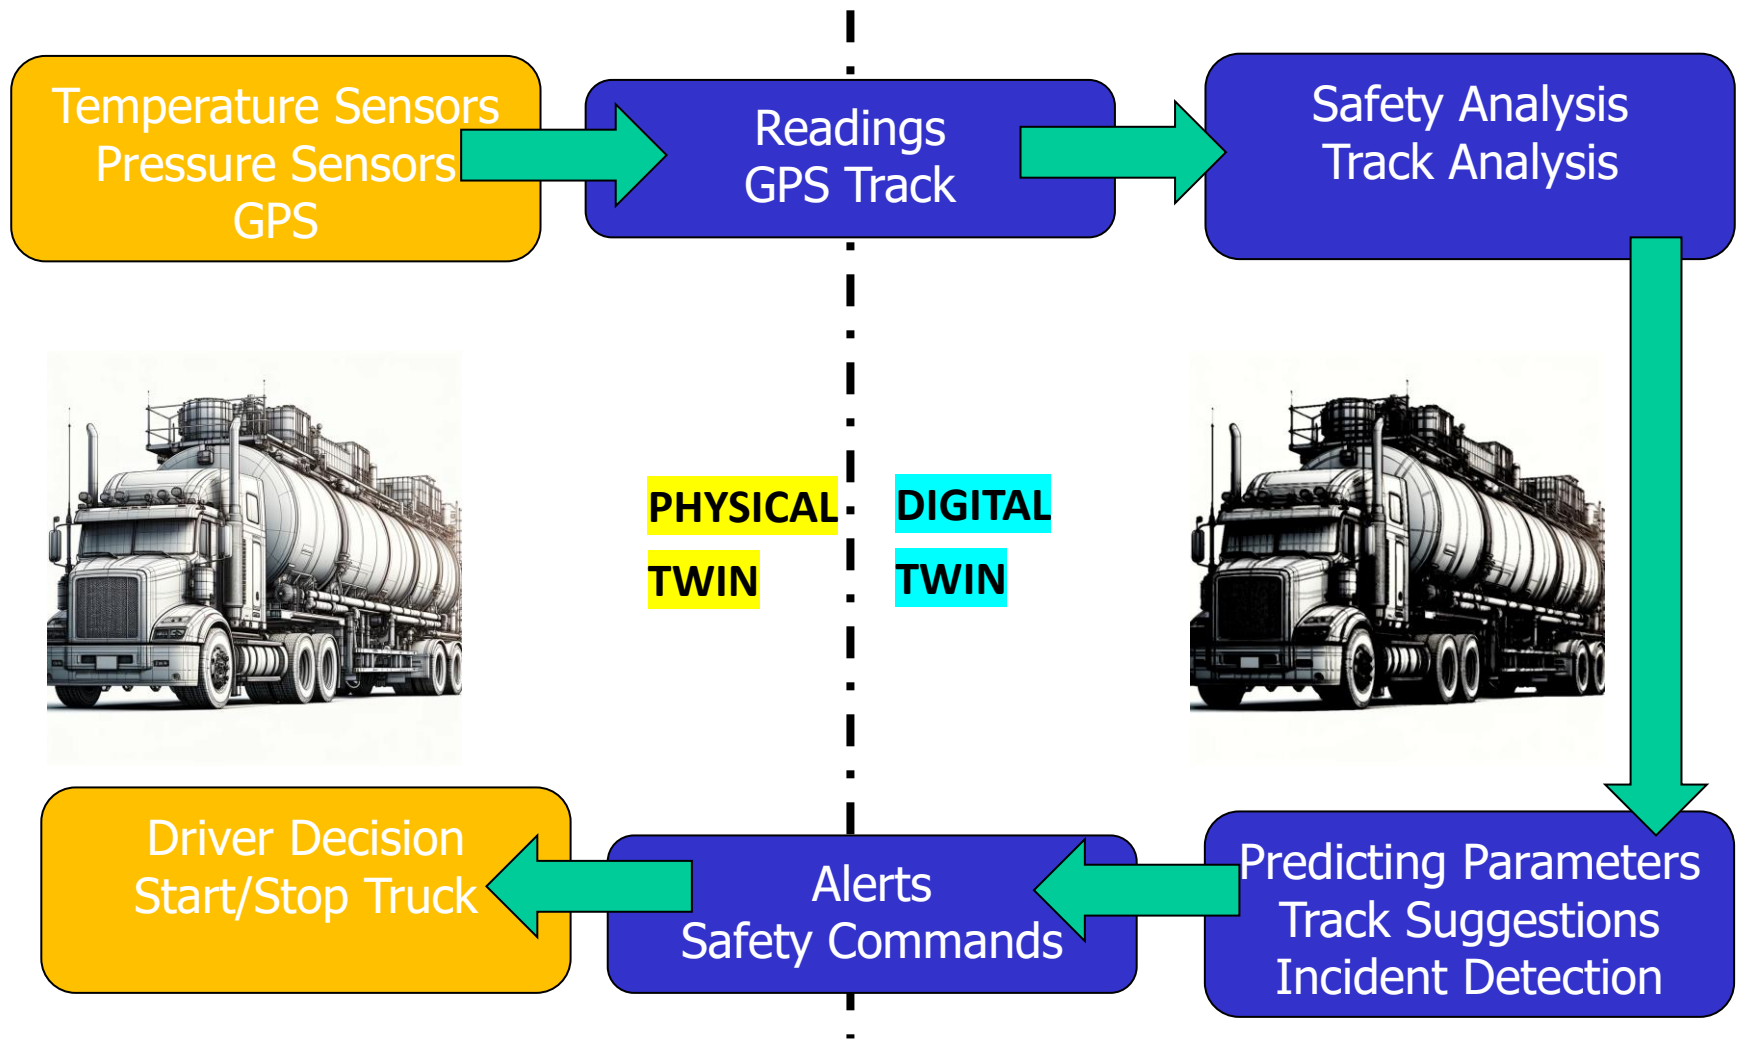 Temperature Sensors
Pressure Sensors
GPS
Readings
GPS Track
Safety Analysis
Track Analysis
PHYSICAL
TWIN
DIGITAL
TWIN
Driver Decision
Start/Stop Truck
Alerts
Safety Commands
Predicting Parameters
Track Suggestions
Incident Detection